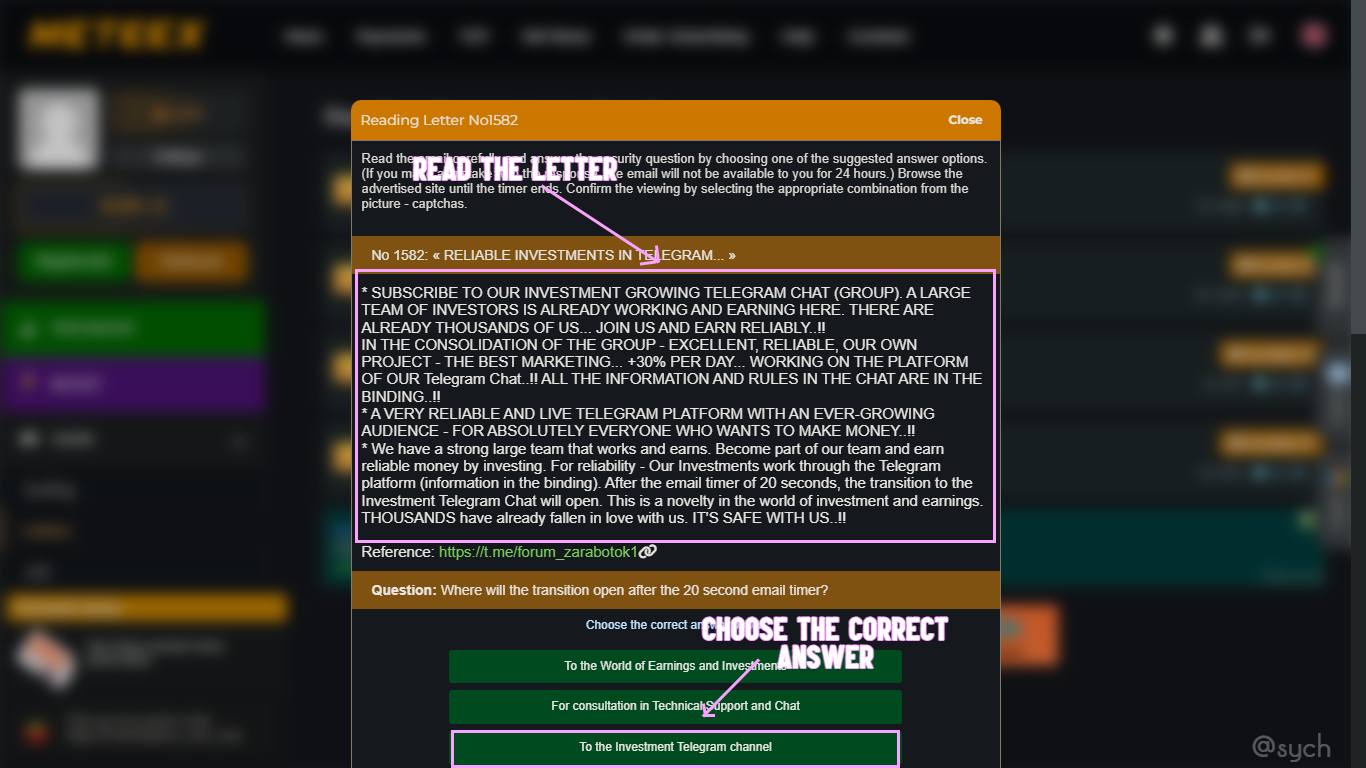 METEEX
Reading Letter No1582
Close
Read the email carefully and answer the security question by choosing one of the suggested answer options.
(If you make the email will not be available to you for 24 hours.) Browse the
advertised site until the timer ends. Confirm the viewing by selecting the appropriate combination from the
picture - captchas.
READ THE LETTER
No 1582: « RELIABLE INVESTMENTS IN TELEGRAM... »
* SUBSCRIBE TO OUR INVESTMENT GROWING TELEGRAM CHAT (GROUP). A LARGE
TEAM OF INVESTORS IS ALREADY WORKING AND EARNING HERE. THERE ARE
ALREADY THOUSANDS OF US... JOIN US AND EARN RELIABLY..!!
IN THE CONSOLIDATION OF THE GROUP - EXCELLENT, RELIABLE, OUR OWN
PROJECT - THE BEST MARKETING... +30% PER DAY... WORKING ON THE PLATFORM
OF OUR Telegram Chat..!! ALL THE INFORMATION AND RULES IN THE CHAT ARE IN THE
BINDING..!!
* A VERY RELIABLE AND LIVE TELEGRAM PLATFORM WITH AN EVER-GROWING
AUDIENCE - FOR ABSOLUTELY EVERYONE WHO WANTS TO MAKE MONEY..!!
* We have a strong large team that works and earns. Become part of our team and earn
reliable money by investing. For reliability - Our Investments work through the Telegram
platform (information in the binding). After the email timer of 20 seconds, the transition to the
Investment Telegram Chat will open. This is a novelty in the world of investment and earnings.
THOUSANDS have already fallen in love with us. IT'S SAFE WITH US..!!
Reference: https://t.me/forum_zarabotok1
Question: Where will the transition open after the 20 second email timer?
Choose the correct answer
CHOOSE THE CORRECT
ANSWER
To the World of Earnings and Investments
For consultation in Technical Support and Chat
To the Investment Telegram channel
@sych